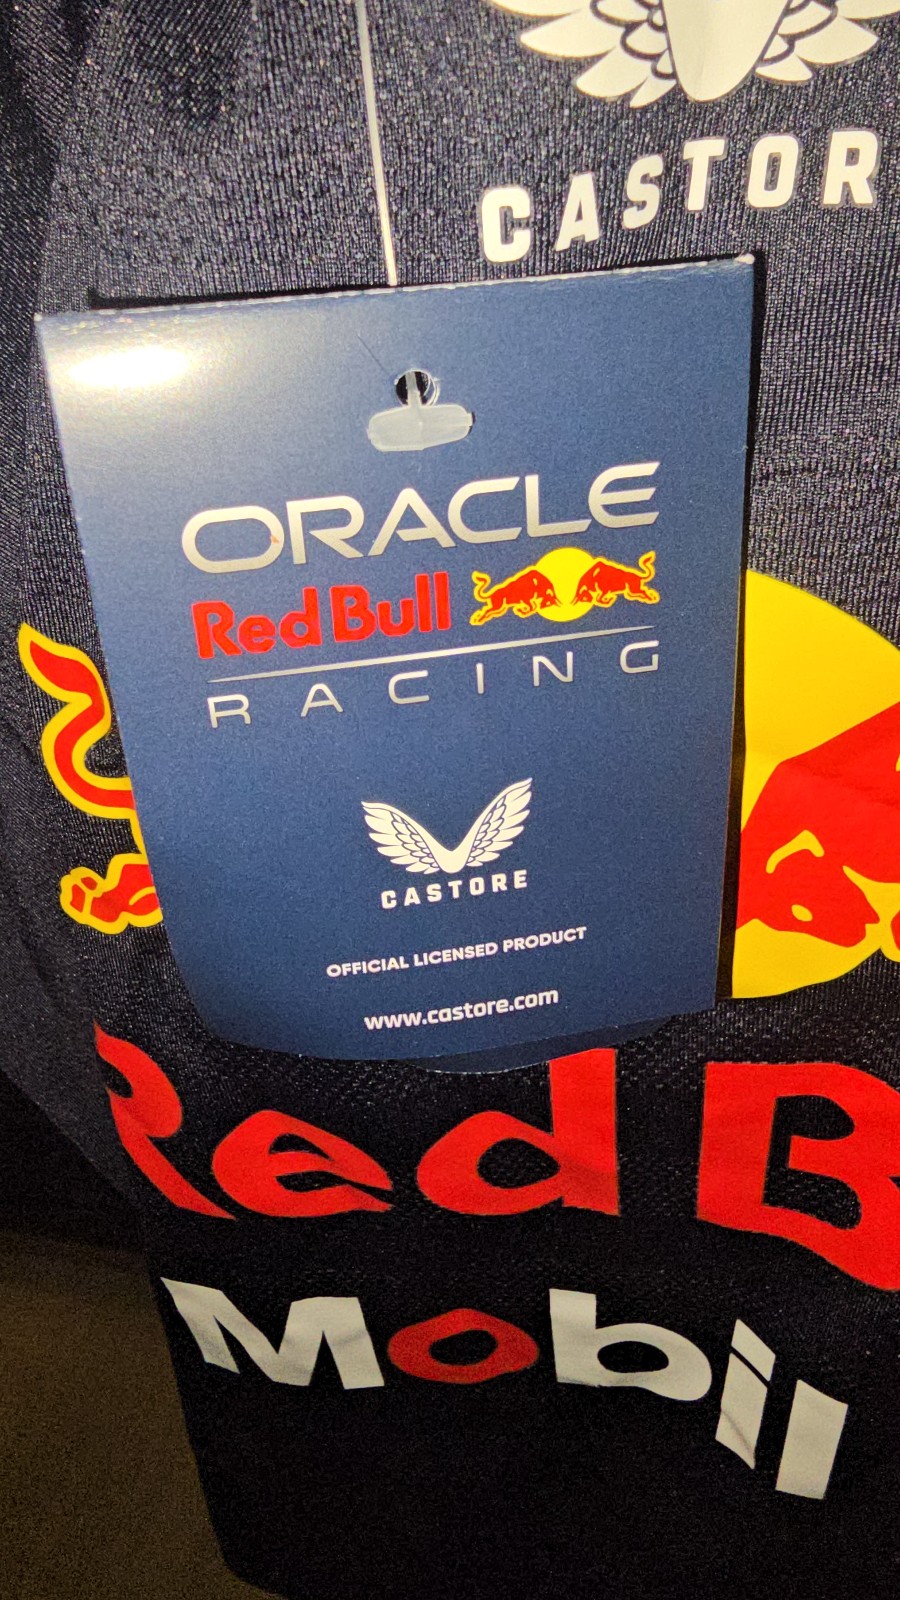 CASTOR
ORACLE
Red Bull
RACING
CASTORE
OFFICIAL LICENSED PRODUCT
www.castore.com
Red B
Mobil